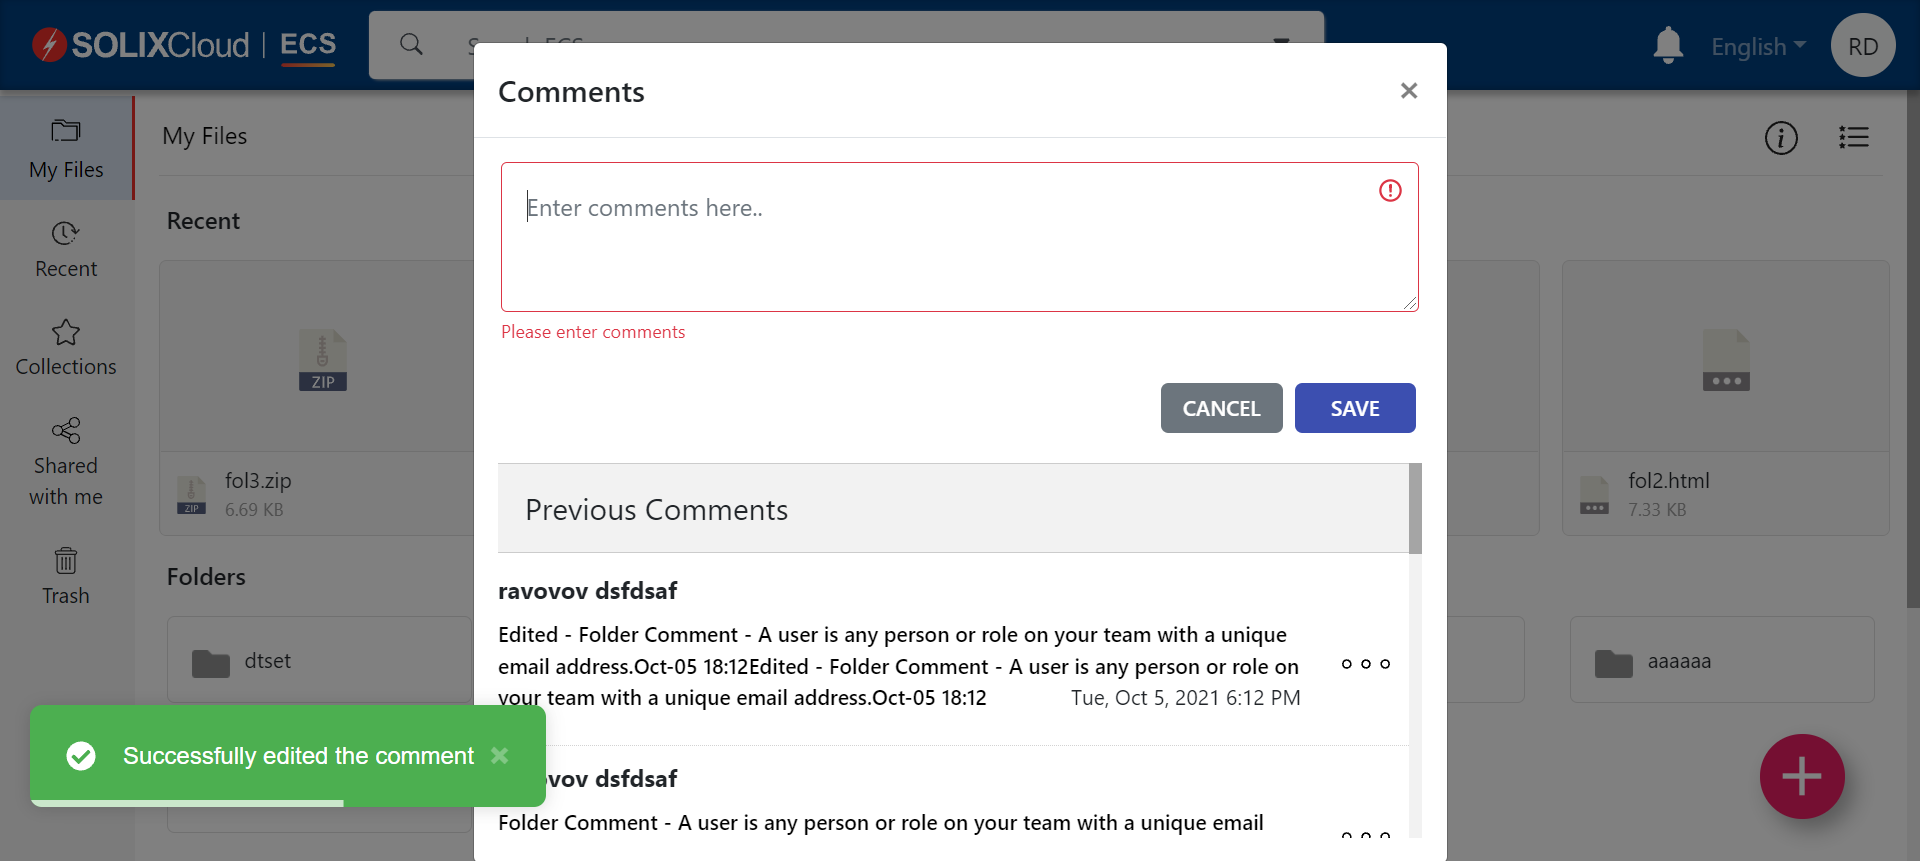 SOLIXCloud | ECS
English
RD
Comments
My Files
My Files
Enter comments here..
Recent
Recent
Please enter comments
Collections
ZIP
CANCEL
SAVE
Shared
with me
ZIP
fol3.zip
6.69 KB
fol2.html
7.33 KB
Previous Comments
Trash
Folders
ravovov dsfdsaf
Edited - Folder Comment - A user is any person or role on your team with a unique
email address.Oct-05 18:12Edited - Folder Comment - A user is any person or role on
your team with a unique email address.Oct-05 18:12
Tue, Oct 5, 2021 6:12 PM
dtset
aaaaaa
Successfully edited the comment
vov dsfdsaf
Folder Comment - A user is any person or role on your team with a unique email